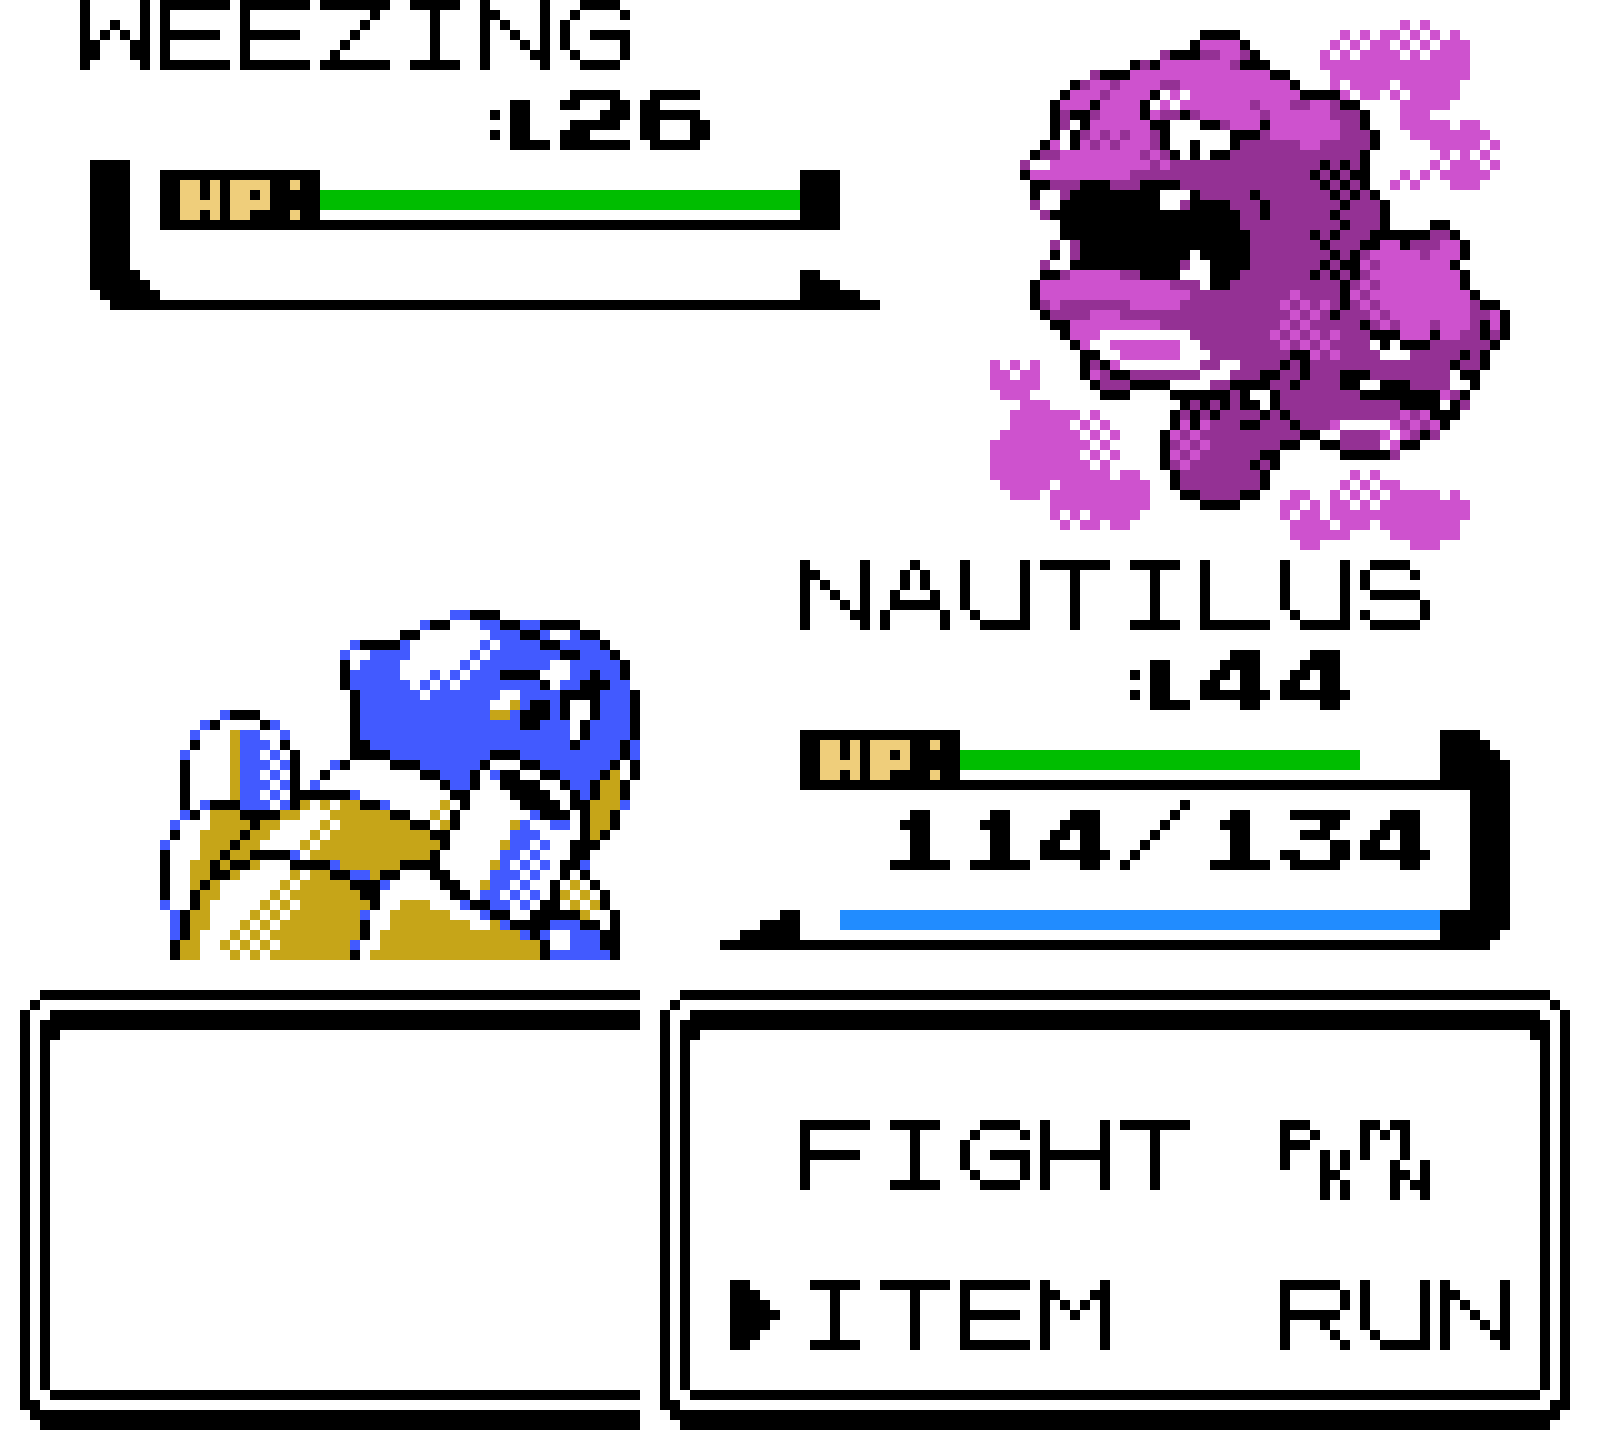 WEEZING
:L26
HP:
NAUTILUS
:L44
HP:
114/134
FIGHT PKMN
▶ITEM RUN